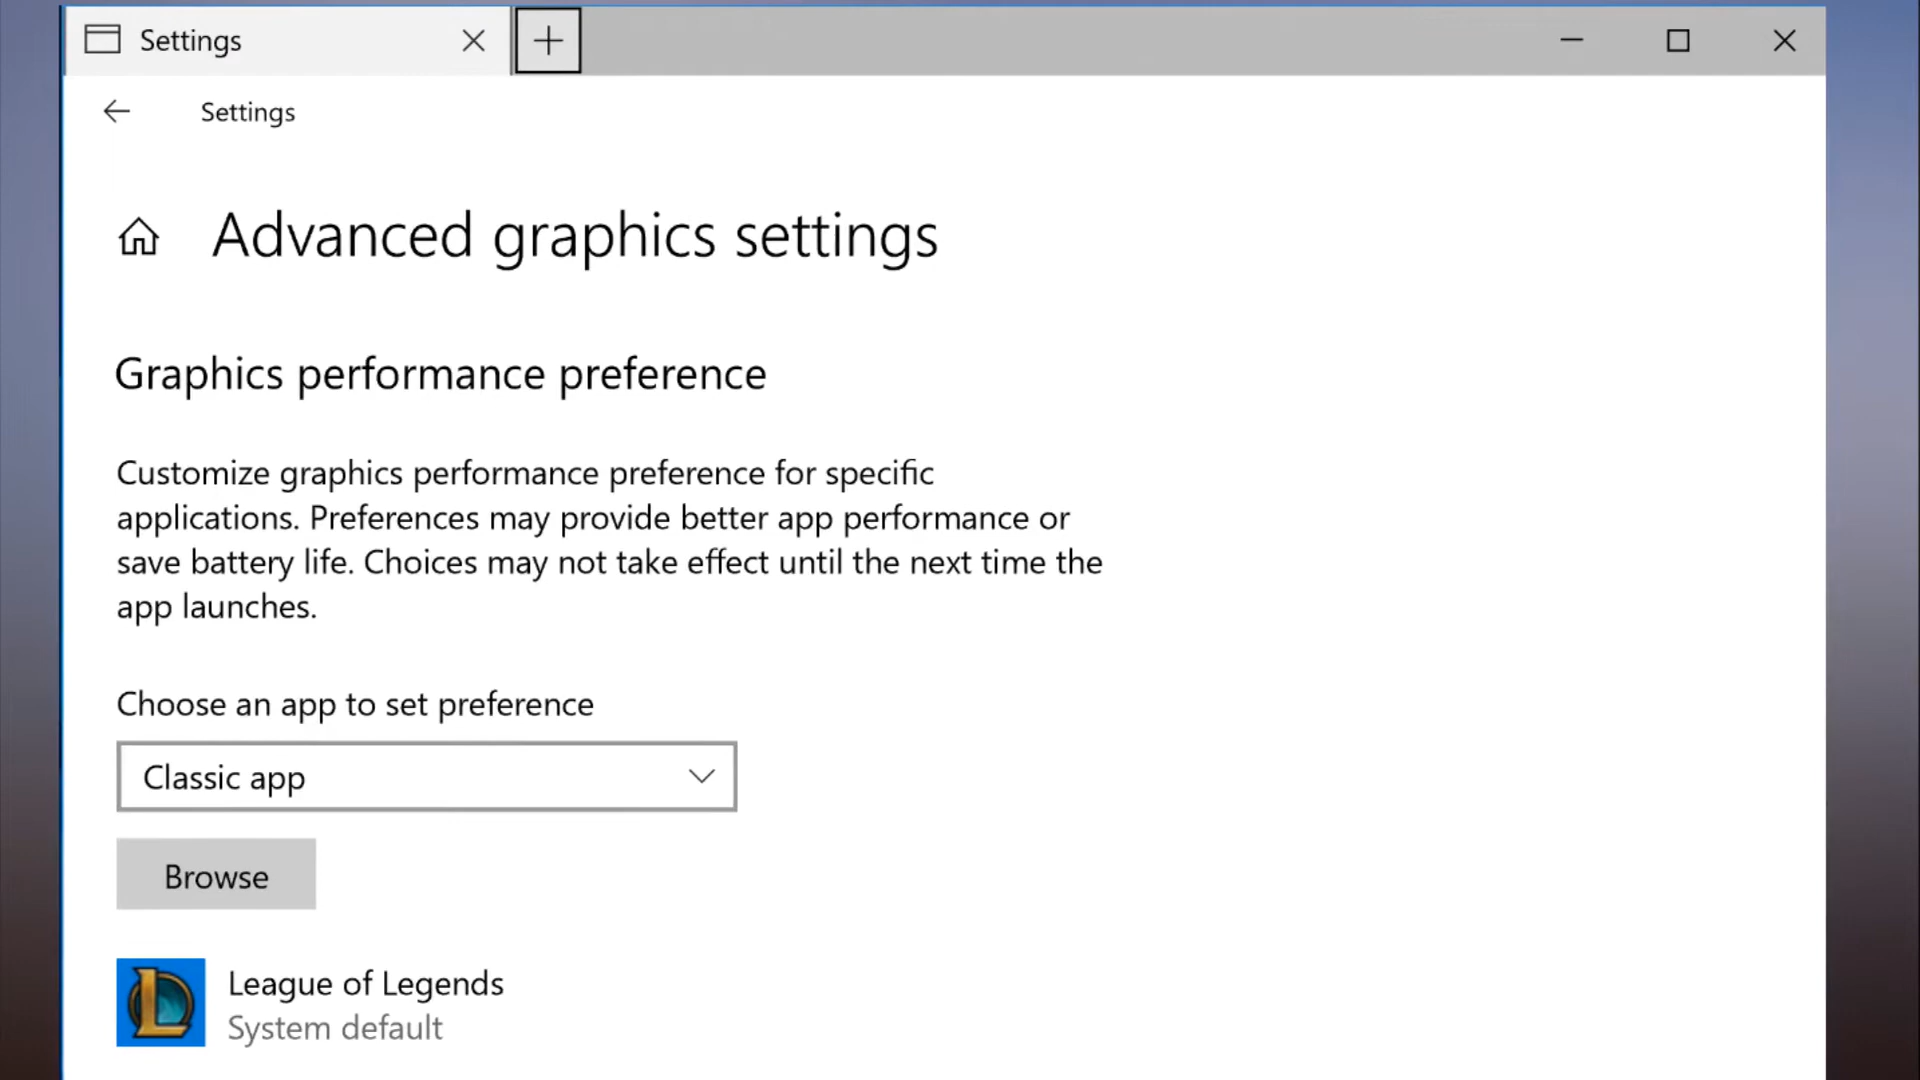 Settings
Settings
Advanced graphics settings
Graphics performance preference
Customize graphics performance preference for specific
applications. Preferences may provide better app performance or
save battery life. Choices may not take effect until the next time the
app launches.
Choose an app to set preference
Classic app
Browse
League of Legends
System default